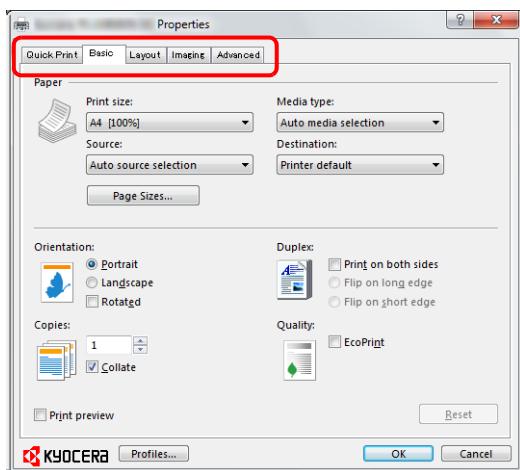 Properties
?
X
Quick Print Basic Layout Imaging Advanced
Paper
Print size:
A4 [100%]
Source:
Auto source selection
Page Sizes...
Media type:
Auto media selection
Destination:
Printer default
Orientation:
Portrait
Landscape
Rotated
Duplex:
Print on both sides
Flip on long edge
Flip on short edge
Copies:
1
Collate
Quality:
EcoPrint
Print preview
Reset
KYOCERA
Profiles...
OK
Cancel